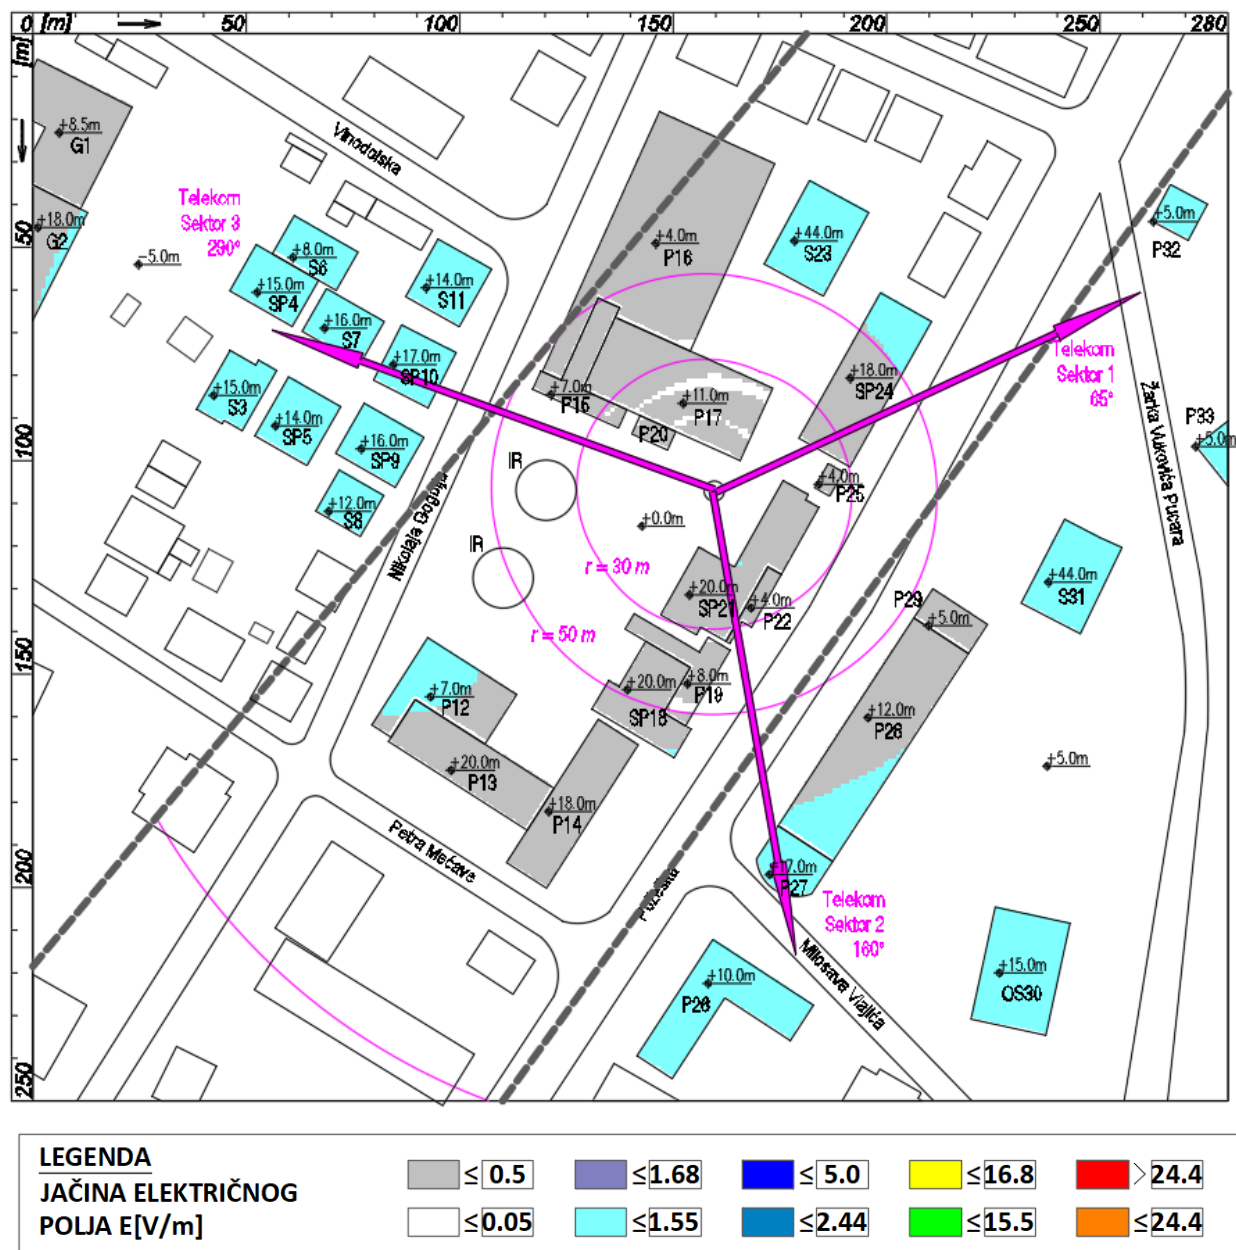 0 [m] 50 100 150 200 250 280
[m]
50
100
150
200
250
Vinodolska
+8.5m
G1
+18.0m
G2
-5.0m
Telekom
Sektor 3
290°
+8.0m
S6
+15.0m
SP4
+14.0m
S11
+16.0m
S7
+17.0m
SP10
+15.0m
S3
+14.0m
SP5
+16.0m
SP9
+12.0m
S8
+4.0m
P16
+44.0m
S23
+5.0m
P32
+7.0m
P15
+11.0m
P17
P20
+18.0m
SP24
Telekom
Sektor 1
65°
P33
+5.0m
-4.0m
P25
IR
IR
+0.0m
r = 30 m
r = 50 m
Nikolaja Gogolja
Žarka Vukovića Pucara
+20.0m
SP21
+4.0m
P22
+44.0m
S31
P29
+5.0m
+7.0m
P12
+20.0m
SP18
+8.0m
P19
+12.0m
P28
+20.0m
P13
+18.0m
P14
+5.0m
Petra Mećave
Požeška
P27
Telekom
Sektor 2
160°
Milosava Vlajića
+10.0m
P26
+15.0m
OS30
LEGENDA
JAČINA ELEKTRIČNOG
POLJA E[V/m]
≤ 0.5 ≤ 1.68 ≤ 5.0 ≤ 16.8 > 24.4
≤ 0.05 ≤ 1.55 ≤ 2.44 ≤ 15.5 ≤ 24.4